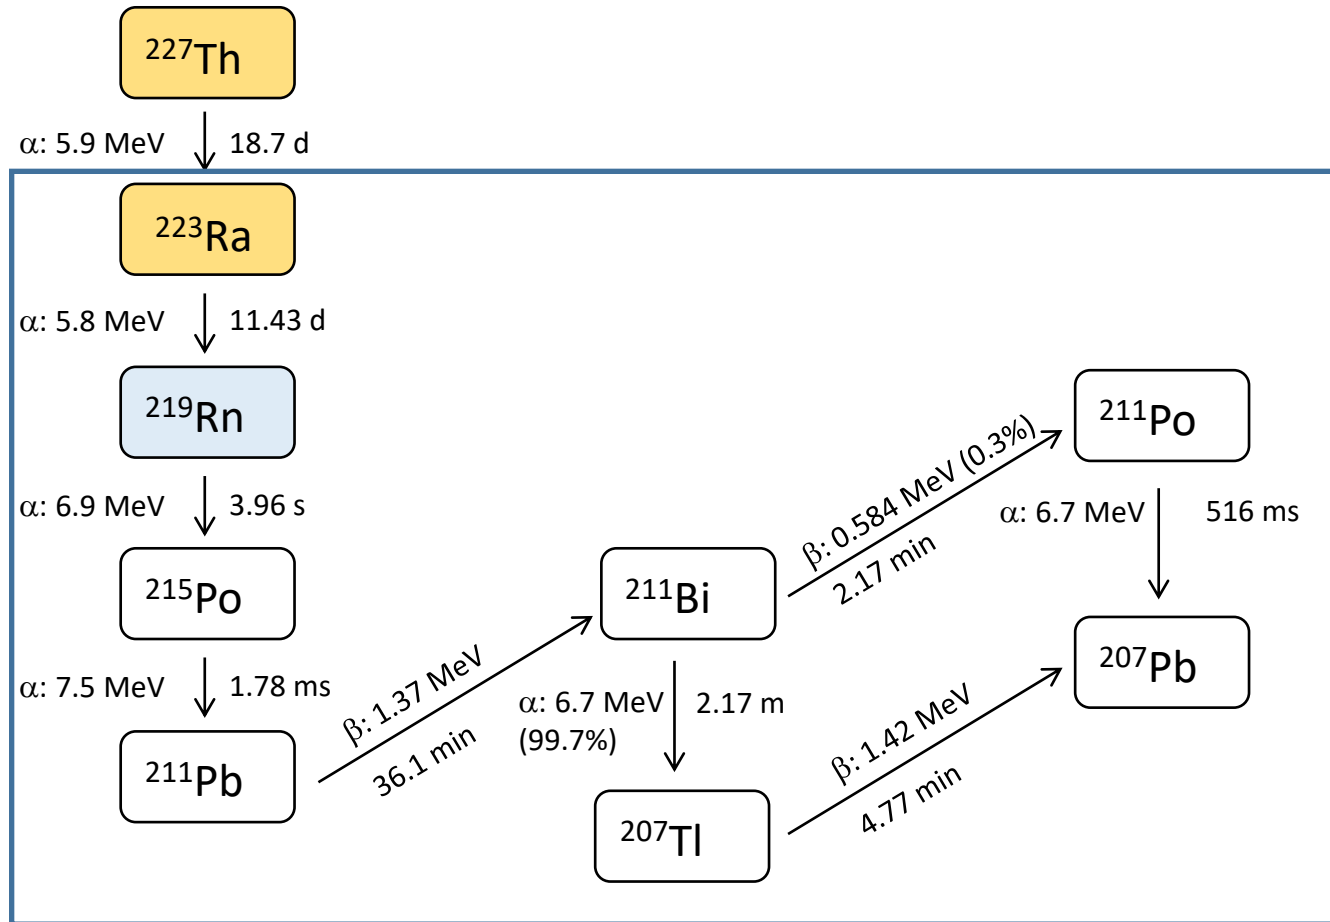 ²²⁷Th
α: 5.9 MeV 18.7 d
²²³Ra
α: 5.8 MeV 11.43 d
²¹⁹Rn
α: 6.9 MeV 3.96 s
²¹⁵Po
α: 7.5 MeV 1.78 ms
²¹¹Pb
β: 1.37 MeV
36.1 min
²¹¹Bi
α: 6.7 MeV 2.17 m
(99.7%)
²⁰⁷Tl
β: 0.584 MeV (0.3%)
2.17 min
²¹¹Po
α: 6.7 MeV 516 ms
β: 1.42 MeV
4.77 min
²⁰⁷Pb